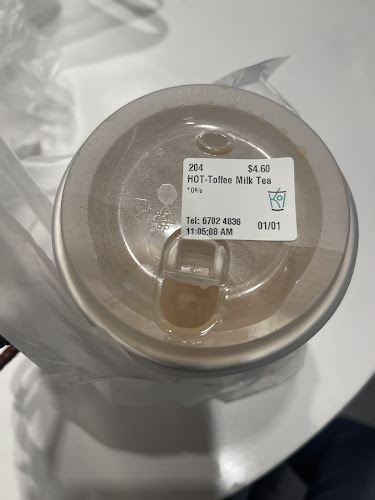 204 $4.60
HOT-Toffee Milk Tea
*0%
Tel: 6702 4836 01/01
11:05:08 AM